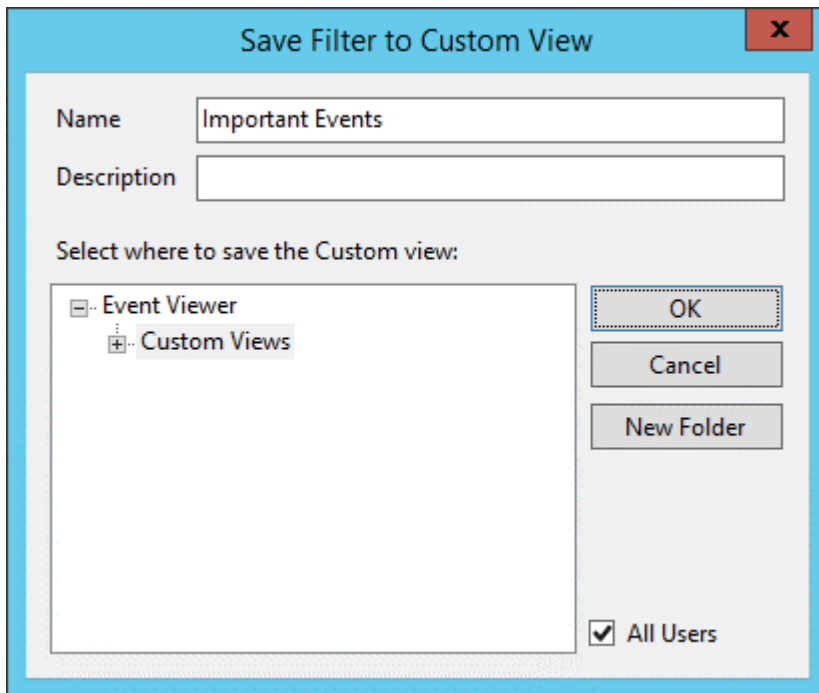 Save Filter to Custom View
x
Name Important Events
Description
Select where to save the Custom view:
Event Viewer
Custom Views
OK
Cancel
New Folder
All Users